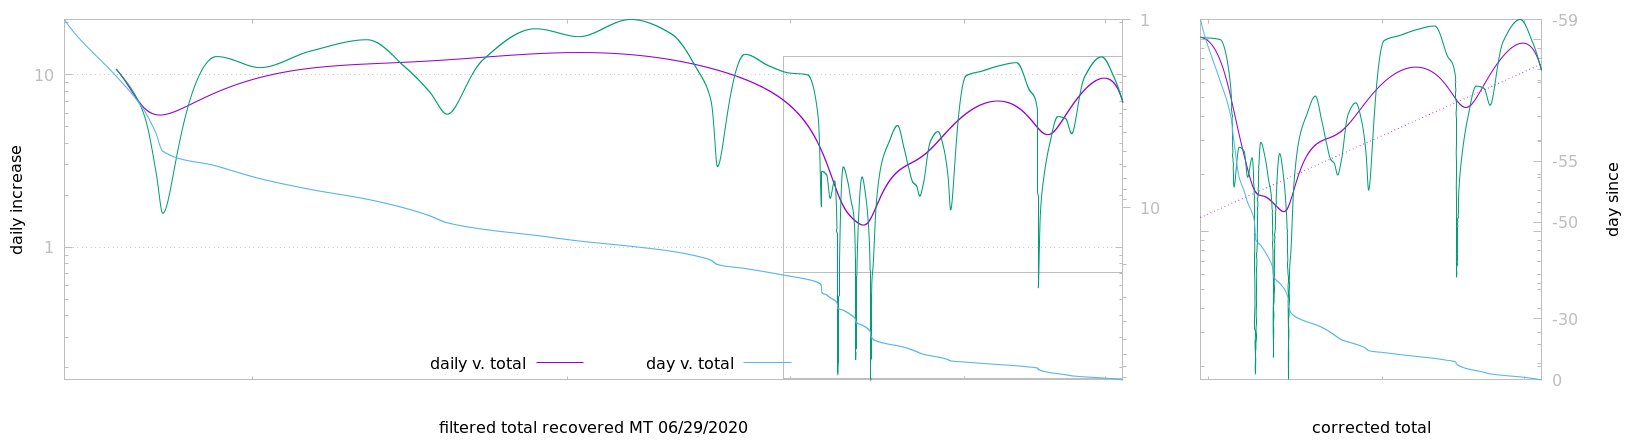 1
-59
10
daily increase
-55
day since
10
-50
1
-30
daily v. total
day v. total
0
filtered total recovered MT 06/29/2020
corrected total